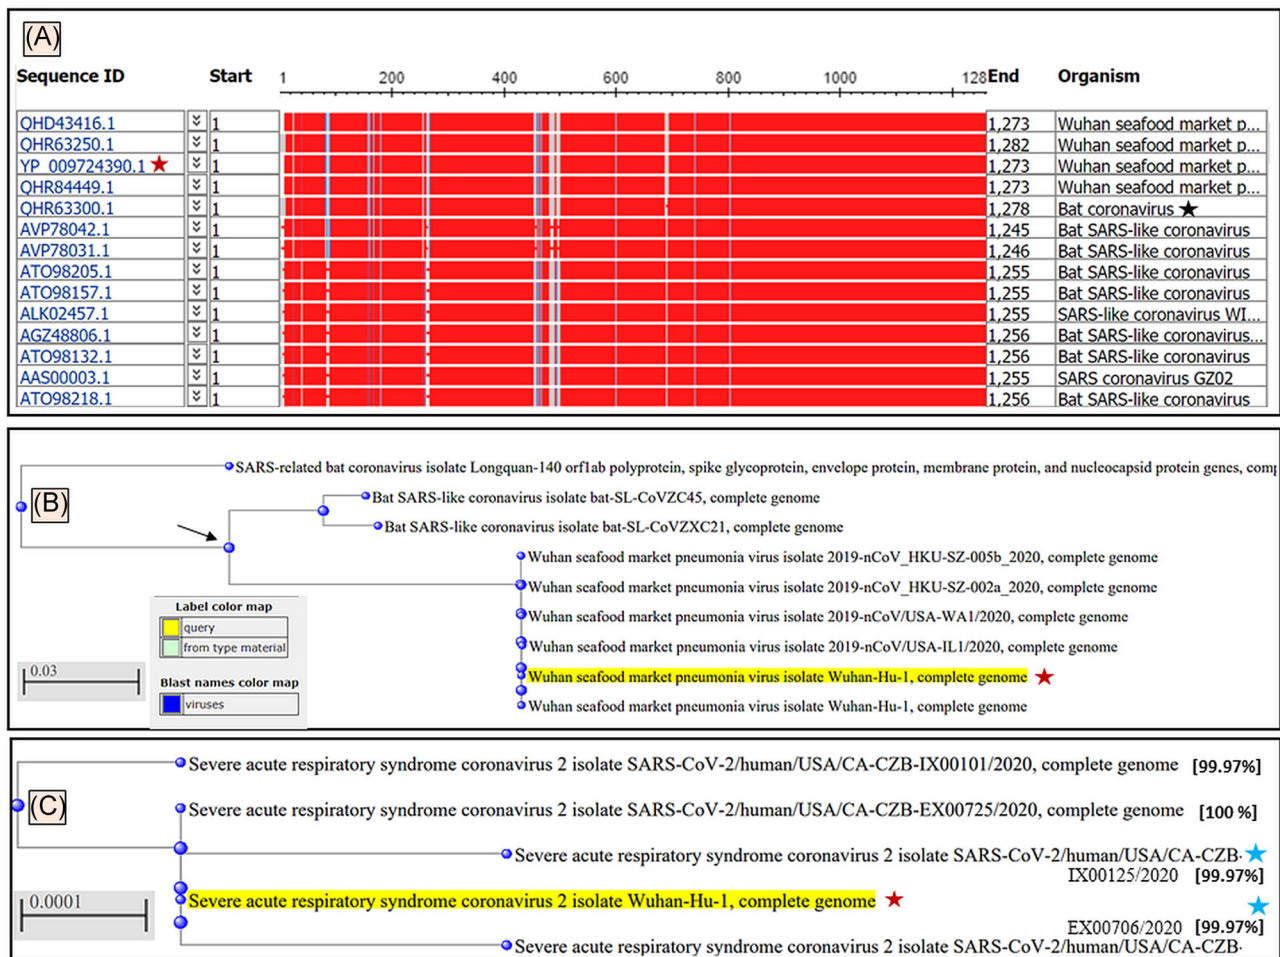 (A)
Sequence ID Start 1 200 400 600 800 1000 128 End Organism
QHD43416.1 1 1,273 Wuhan seafood market p...
QHR63250.1 1 1,282 Wuhan seafood market p...
YP_009724390.1 1 1,273 Wuhan seafood market p...
QHR84449.1 1 1,273 Wuhan seafood market p...
QHR63300.1 1 1,278 Bat coronavirus
AVP78042.1 1 1,245 Bat SARS-like coronavirus
AVP78031.1 1 1,246 Bat SARS-like coronavirus
ATO98205.1 1 1,255 Bat SARS-like coronavirus
ATO98157.1 1 1,255 Bat SARS-like coronavirus
ALK02457.1 1 1,255 SARS-like coronavirus WI...
AGZ48806.1 1 1,256 Bat SARS-like coronavirus...
ATO98132.1 1 1,256 Bat SARS-like coronavirus
AAS00003.1 1 1,255 SARS coronavirus GZ02
ATO98218.1 1 1,256 Bat SARS-like coronavirus
(B)
SARS-related bat coronavirus isolate Longquan-140 orf1ab polyprotein, spike glycoprotein, envelope protein, membrane protein, and nucleocapsid protein genes, comp
Bat SARS-like coronavirus isolate bat-SL-CoVZC45, complete genome
Bat SARS-like coronavirus isolate bat-SL-CoVZXC21, complete genome
Wuhan seafood market pneumonia virus isolate 2019-nCoV_HKU-SZ-005b_2020, complete genome
Wuhan seafood market pneumonia virus isolate 2019-nCoV_HKU-SZ-002a_2020, complete genome
Wuhan seafood market pneumonia virus isolate 2019-nCoV/USA-WA1/2020, complete genome
Wuhan seafood market pneumonia virus isolate 2019-nCoV/USA-IL1/2020, complete genome
Wuhan seafood market pneumonia virus isolate Wuhan-Hu-1, complete genome
Wuhan seafood market pneumonia virus isolate Wuhan-Hu-1, complete genome
Label color map
query
from type material
Blast names color map
viruses
0.03
(C)
Severe acute respiratory syndrome coronavirus 2 isolate SARS-CoV-2/human/USA/CA-CZB-IX00101/2020, complete genome [99.97%]
Severe acute respiratory syndrome coronavirus 2 isolate SARS-CoV-2/human/USA/CA-CZB-EX00725/2020, complete genome [100 %]
Severe acute respiratory syndrome coronavirus 2 isolate SARS-CoV-2/human/USA/CA-CZB-
IX00125/2020 [99.97%]
Severe acute respiratory syndrome coronavirus 2 isolate Wuhan-Hu-1, complete genome
EX00706/2020 [99.97%]
Severe acute respiratory syndrome coronavirus 2 isolate SARS-CoV-2/human/USA/CA-CZB-
0.0001